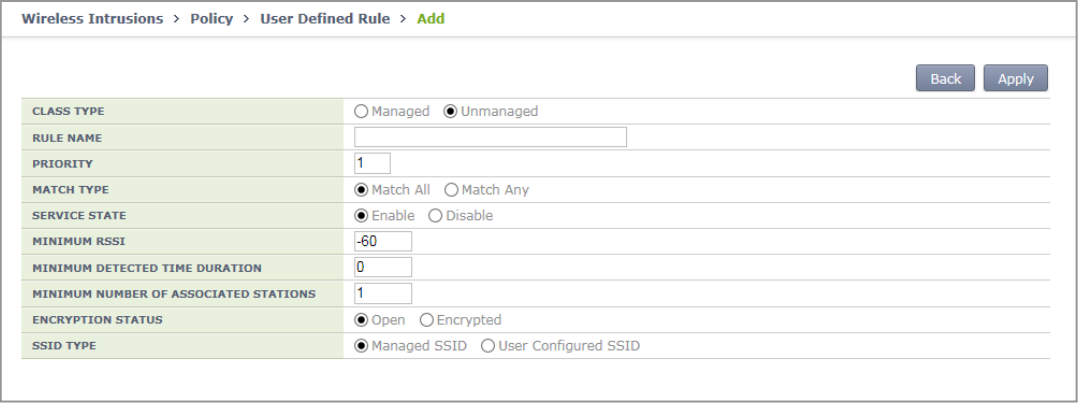 Wireless Intrusions > Policy > User Defined Rule > Add
Back Apply
CLASS TYPE Managed Unmanaged
RULE NAME
PRIORITY 1
MATCH TYPE Match All Match Any
SERVICE STATE Enable Disable
MINIMUM RSSI -60
MINIMUM DETECTED TIME DURATION 0
MINIMUM NUMBER OF ASSOCIATED STATIONS 1
ENCRYPTION STATUS Open Encrypted
SSID TYPE Managed SSID User Configured SSID